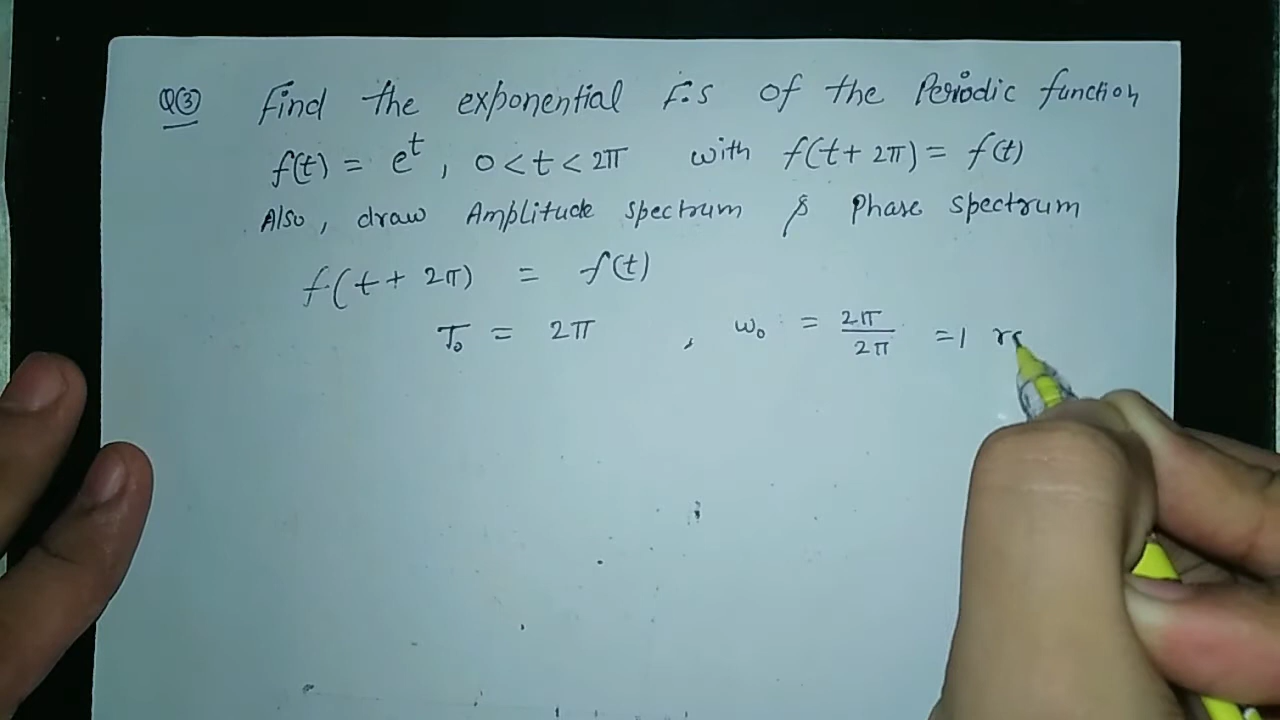 Q③ Find the exponential F.S of the Periodic function
f(t) = e^t , 0<t<2π with f(t+2π) = f(t)
Also, draw Amplitude spectrum & Phase spectrum
f(t+2π) = f(t)
T₀ = 2π , ω₀ = 2π/2π =1